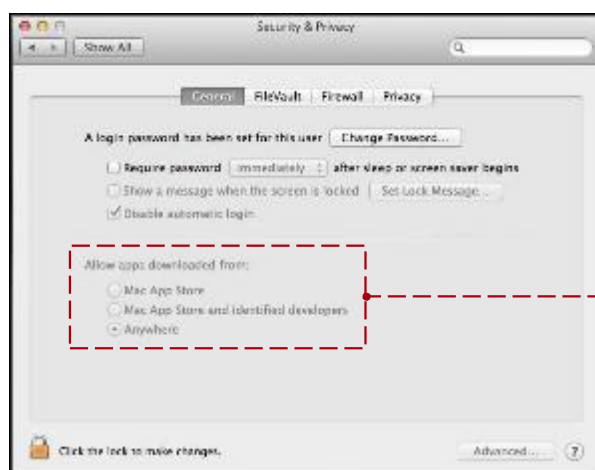 Security & Privacy
Show All
General FileVault Firewall Privacy
A login password has been set for this user Change Password...
Require password immediately after sleep or screen saver begins
Show a message when the screen is locked Set Lock Message...
Disable automatic login
Allow apps downloaded from:
Mac App Store
Mac App Store and identified developers
Anywhere
Click the lock to make changes.
Advanced... ?